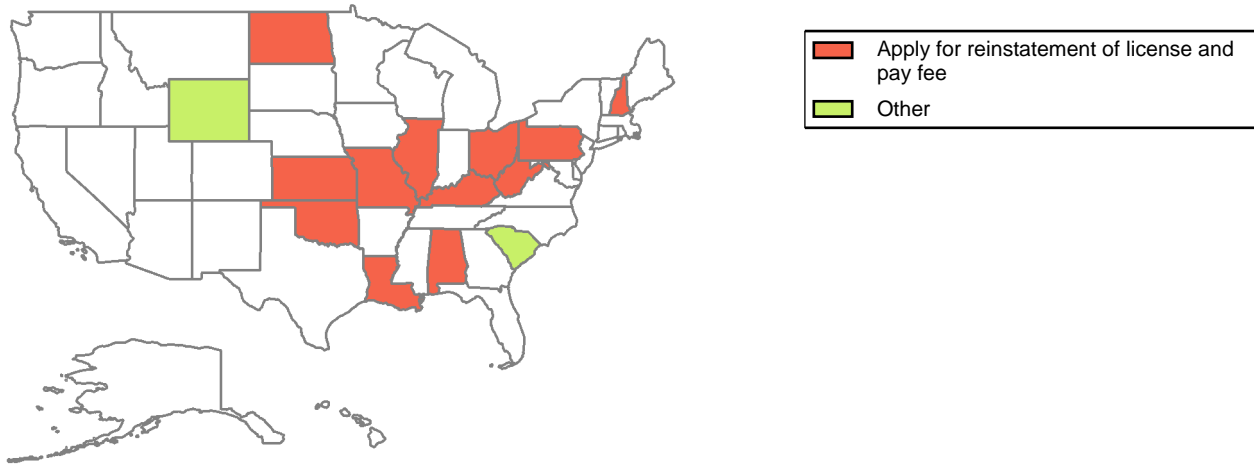 Apply for reinstatement of license and
pay fee
Other